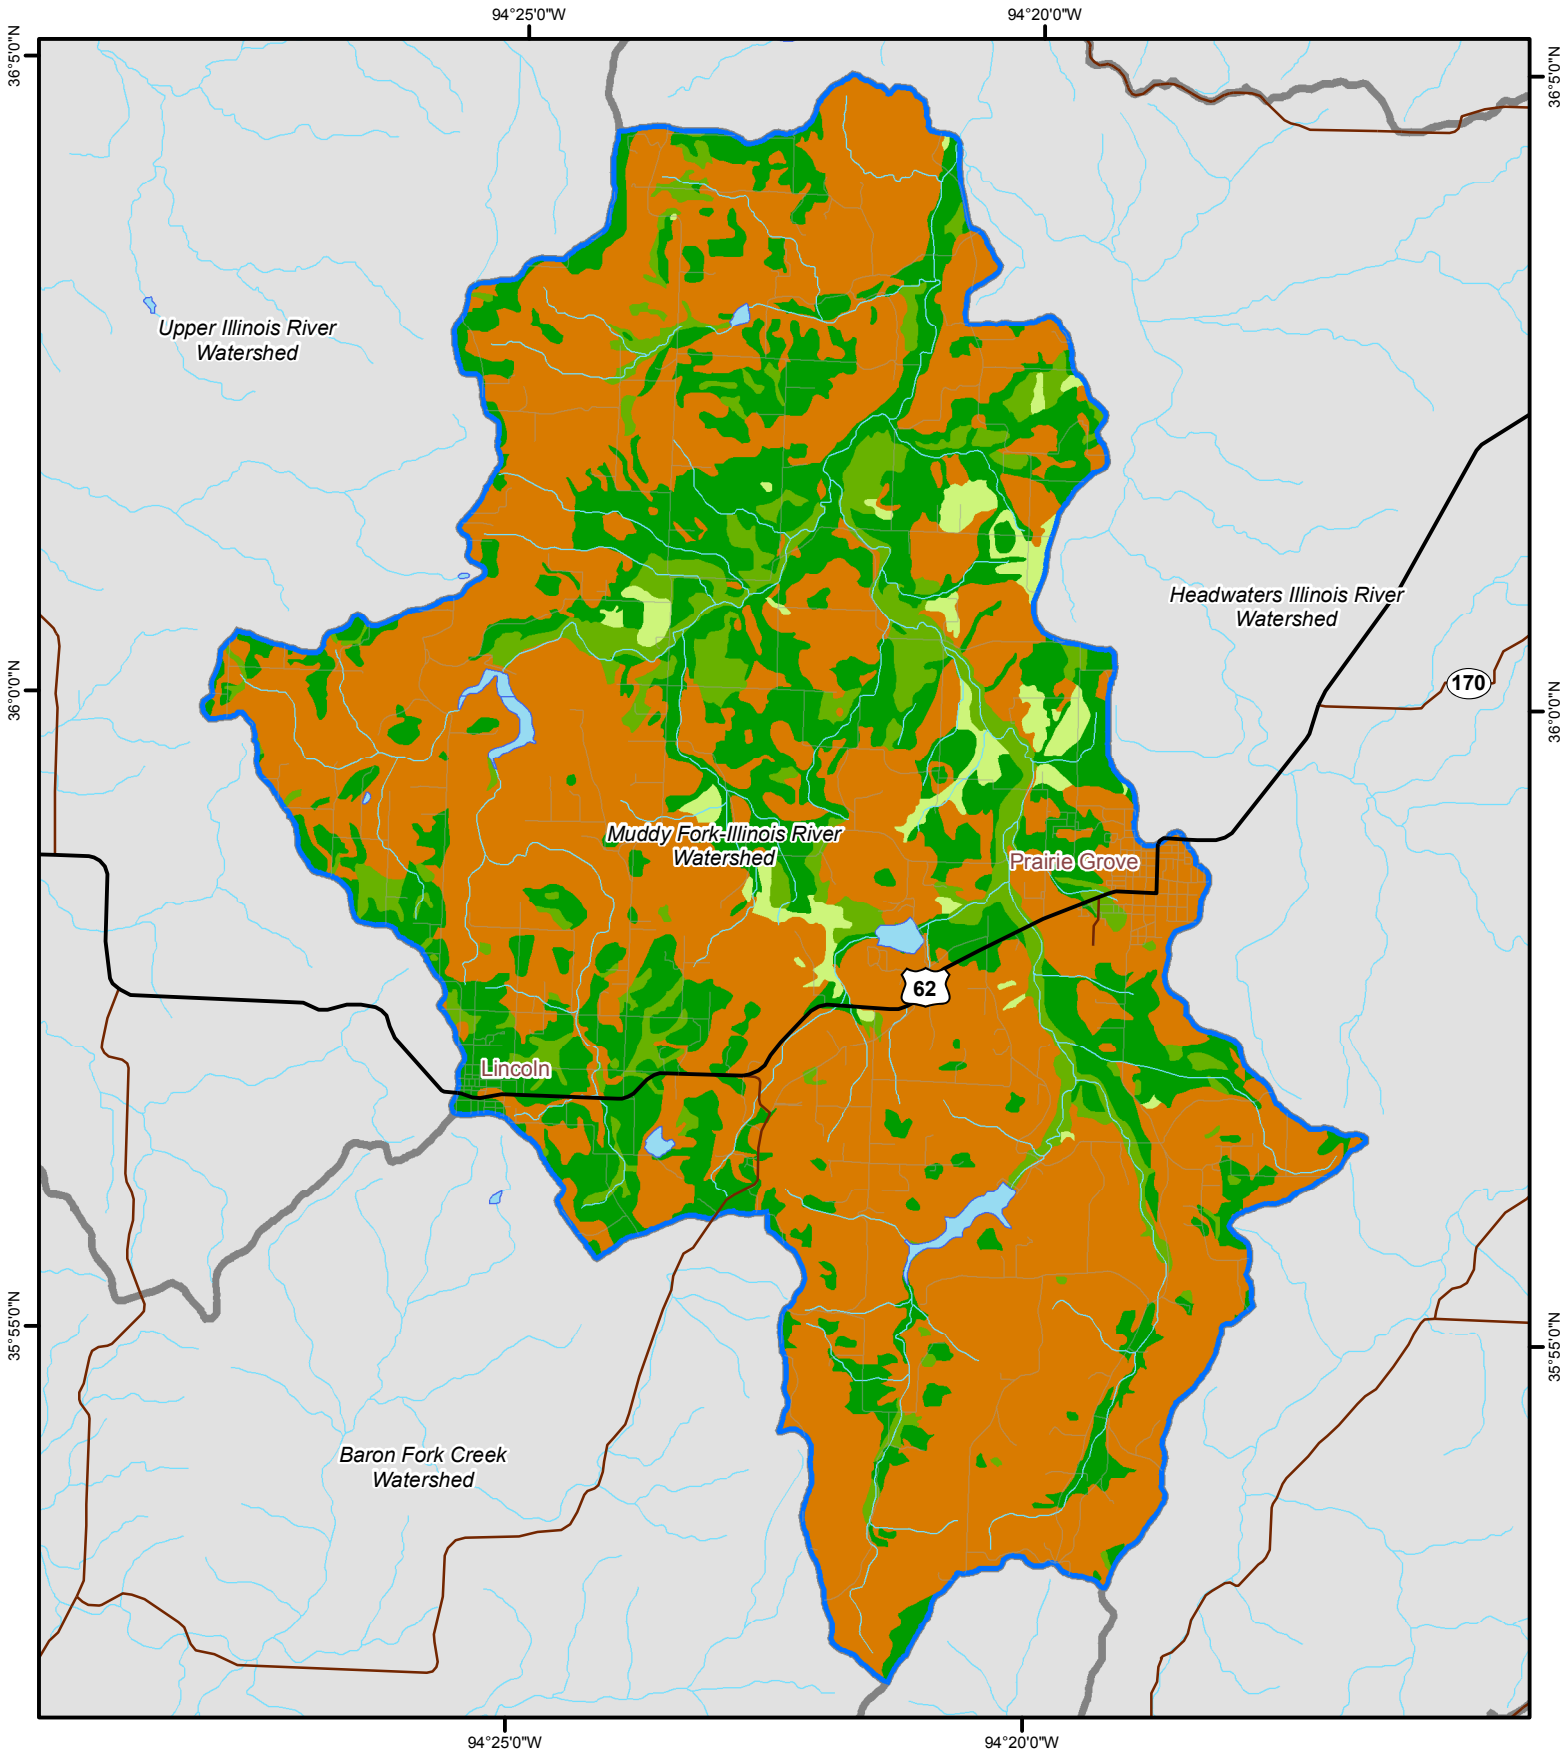 94°25'0"W
94°20'0"W
36°5'0"N
36°5'0"N
Upper Illinois River
Watershed
Headwaters Illinois River
Watershed
36°0'0"N
170
36°0'0"N
Muddy Fork-Illinois River
Watershed
Prairie Grove
62
Lincoln
35°55'0"N
35°55'0"N
Baron Fork Creek
Watershed
94°25'0"W
94°20'0"W